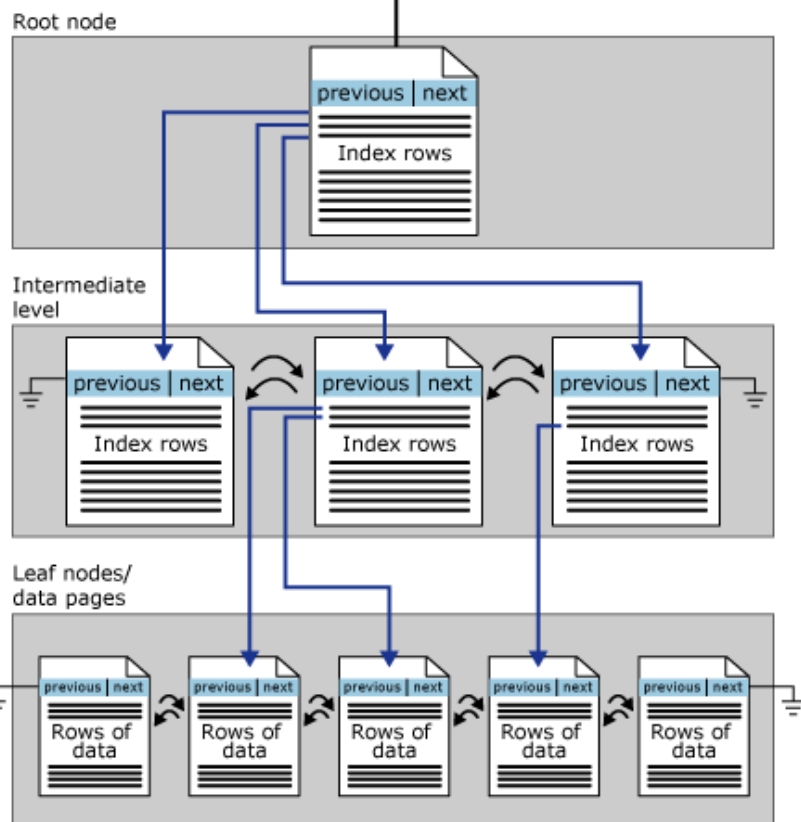 Root node
previous next
Index rows
Intermediate
level
previous next previous next previous next
Index rows Index rows Index rows
Leaf nodes/
data pages
previous next previous next previous next previous next previous next
Rows of Rows of Rows of Rows of Rows of
data data data data data